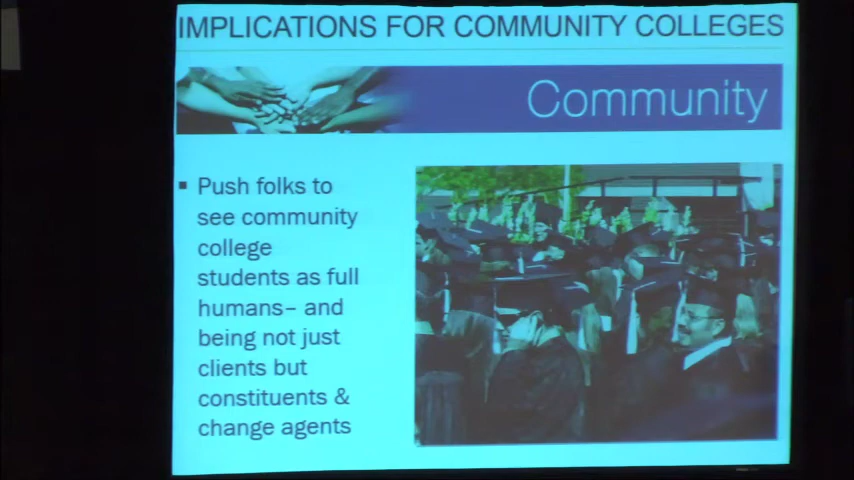 IMPLICATIONS FOR COMMUNITY COLLEGES
Community
▪ Push folks to
see community
college
students as full
humans– and
being not just
clients but
constituents &
change agents